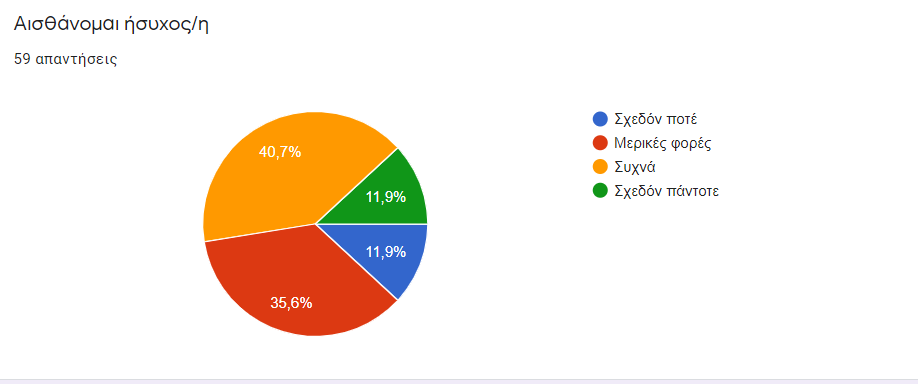 Αισθάνομαι ήσυχος/η
59 απαντήσεις
40,7%
11,9%
11,9%
35,6%
Σχεδόν ποτέ
Μερικές φορές
Συχνά
Σχεδόν πάντοτε